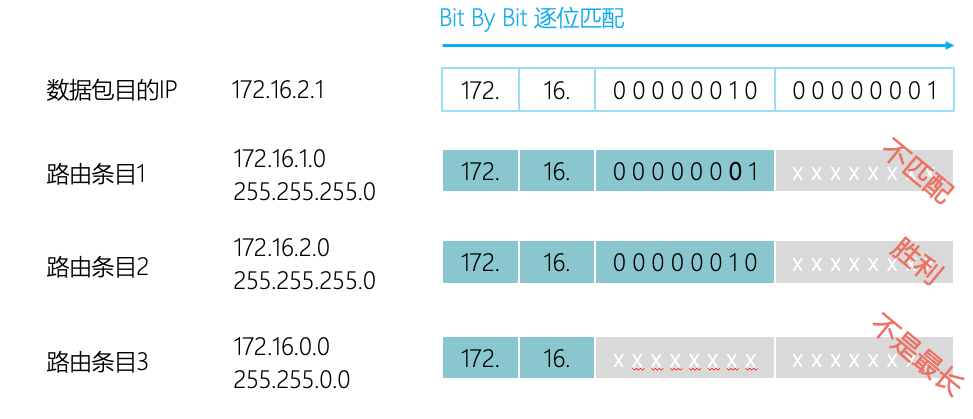 Bit By Bit 逐位匹配
数据包目的IP 172.16.2.1 172. 16. 0 0 0 0 0 0 1 0 0 0 0 0 0 0 0 1
路由条目1 172.16.1.0 172. 16. 0 0 0 0 0 0 0 1 x x x x x x x x 不匹配
255.255.255.0
路由条目2 172.16.2.0 172. 16. 0 0 0 0 0 0 1 0 x x x x x x x x 胜利
255.255.255.0
路由条目3 172.16.0.0 172. 16. x x x x x x x x x x x x x x x x 不是最长
255.255.0.0